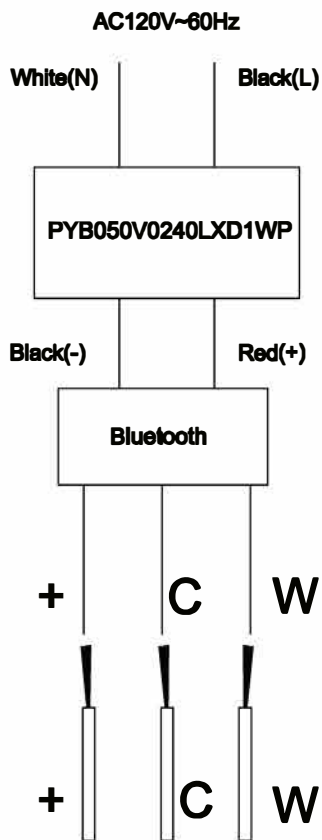 AC120V~60Hz
White(N) Black(L)
PYB050V0240LXD1WP
Black(-) Red(+)
Bluetooth
+ C W
+ C W